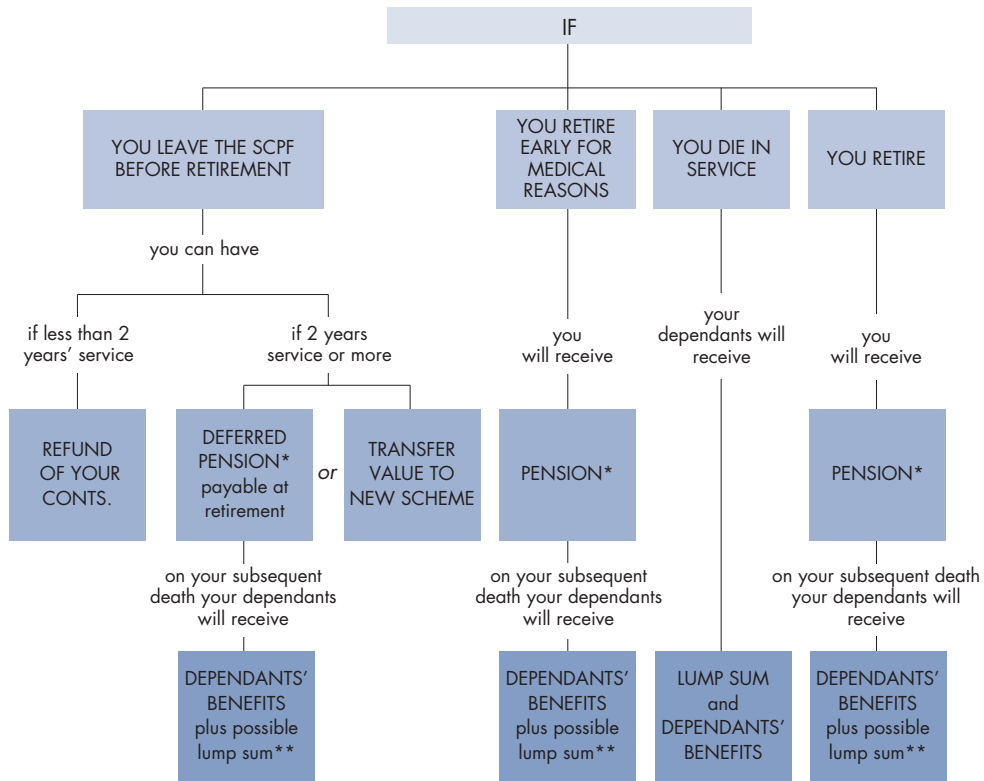 IF
YOU LEAVE THE SCPF
BEFORE RETIREMENT
YOU RETIRE
EARLY FOR
MEDICAL
REASONS
YOU DIE IN
SERVICE
YOU RETIRE
you can have
if less than 2
years’ service
if 2 years
service or more
you
will receive
your
dependants will
receive
you
will receive
REFUND
OF YOUR
CONTS.
DEFERRED
PENSION*
payable at
retirement
or
TRANSFER
VALUE TO
NEW SCHEME
PENSION*
PENSION*
on your subsequent
death your dependants
will receive
on your subsequent
death your dependants
will receive
on your subsequent death
your dependants will
receive
DEPENDANTS’
BENEFITS
plus possible
lump sum**
DEPENDANTS’
BENEFITS
plus possible
lump sum**
LUMP SUM
and
DEPENDANTS’
BENEFITS
DEPENDANTS’
BENEFITS
plus possible
lump sum**